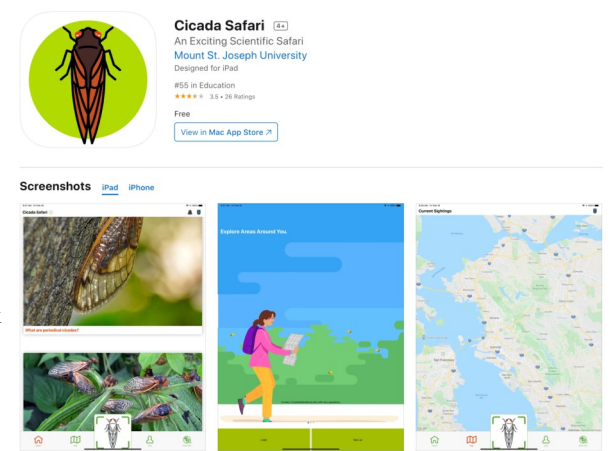 Cicada Safari 4+
An Exciting Scientific Safari
Mount St. Joseph University
Designed for iPad
#55 in Education
★★★★★ 3.5 • 26 Ratings
Free
View in Mac App Store ↗
Screenshots iPad iPhone
Cicada Safari
Explore Areas Around You.
Current Sightings
What are periodical cicadas?
San Francisco